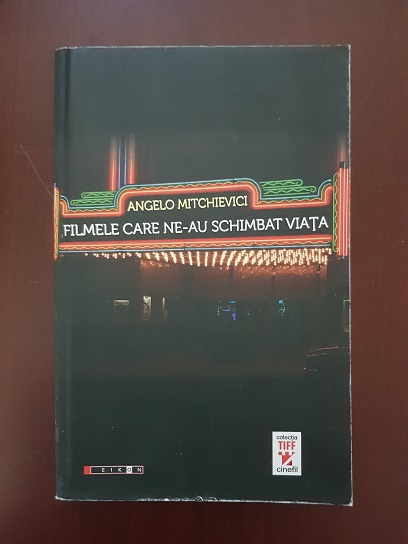 ANGELO MITCHIEVICI
FILMELE CARE NE-AU SCHIMBAT VIAȚA
EIKON
colecția
TIFF
cinefil